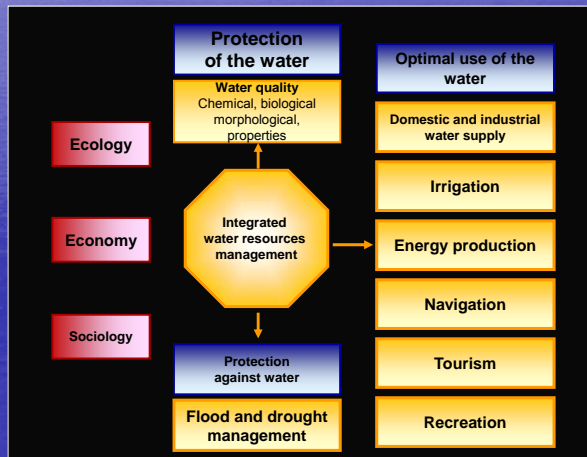 Protection
of the water
Water quality
Chemical, biological
morphological,
properties
Optimal use of the
water
Domestic and industrial
water supply
Irrigation
Energy production
Navigation
Tourism
Recreation
Ecology
Economy
Sociology
Integrated
water resources
management
Protection
against water
Flood and drought
management